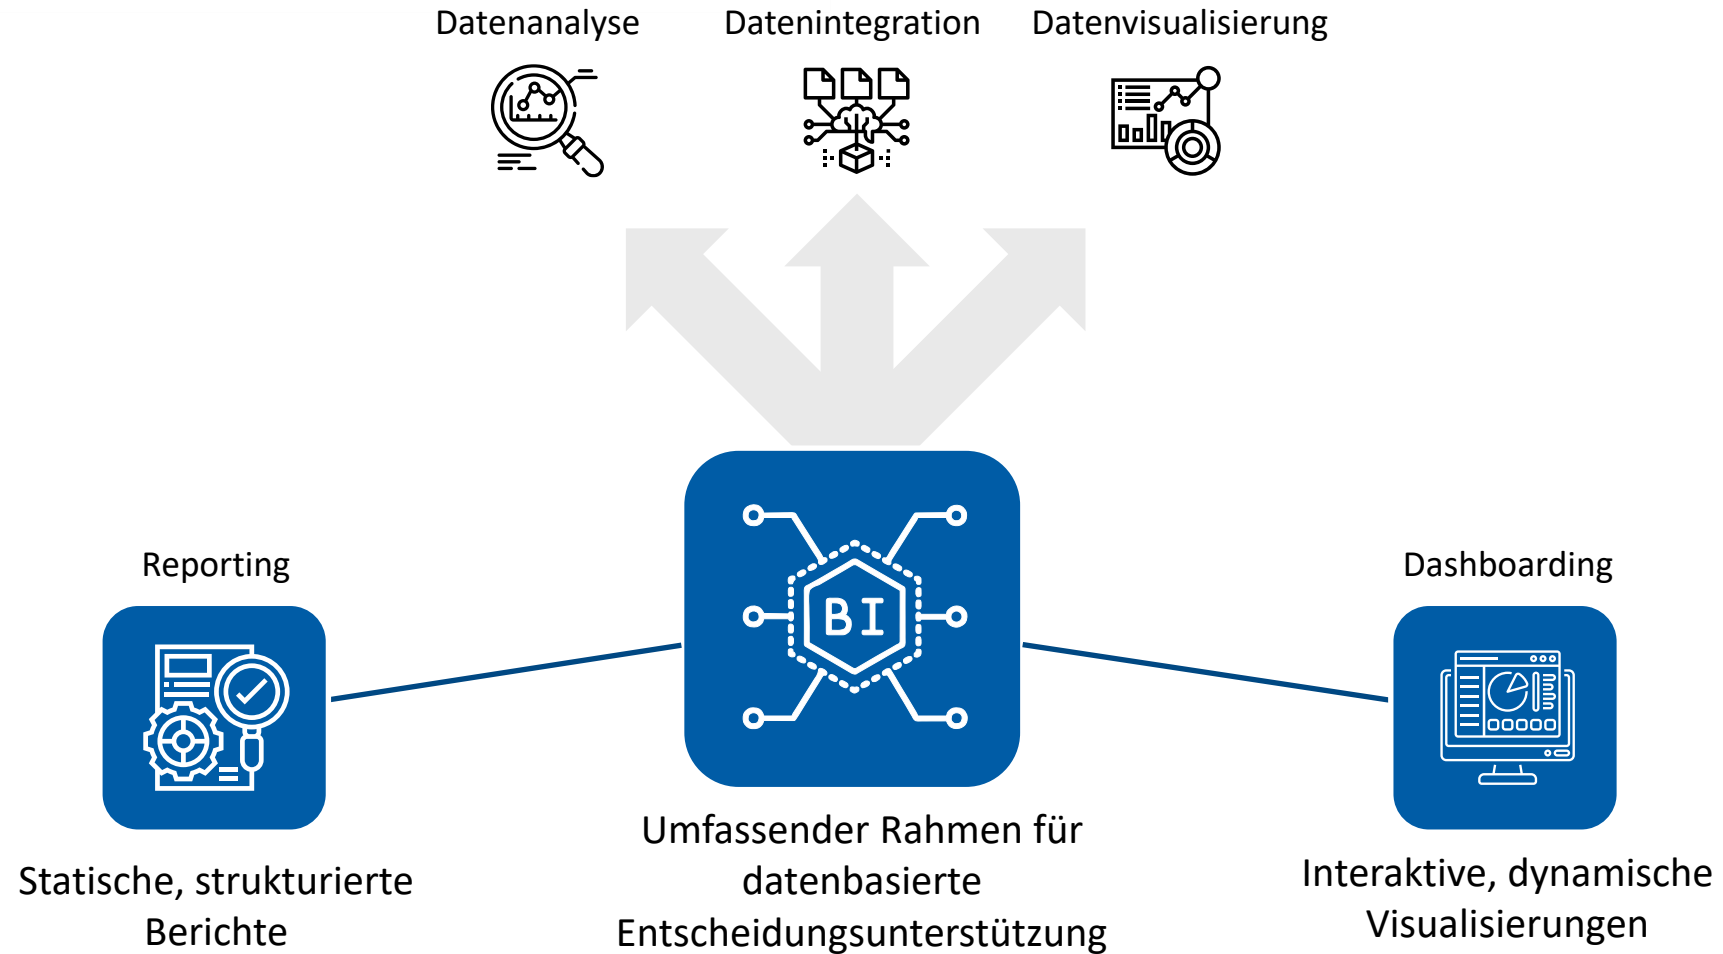 Datenanalyse
Datenintegration
Datenvisualisierung
Reporting
BI
Dashboarding
Statische, strukturierte
Berichte
Umfassender Rahmen für
datenbasierte
Entscheidungsunterstützung
Interaktive, dynamische
Visualisierungen